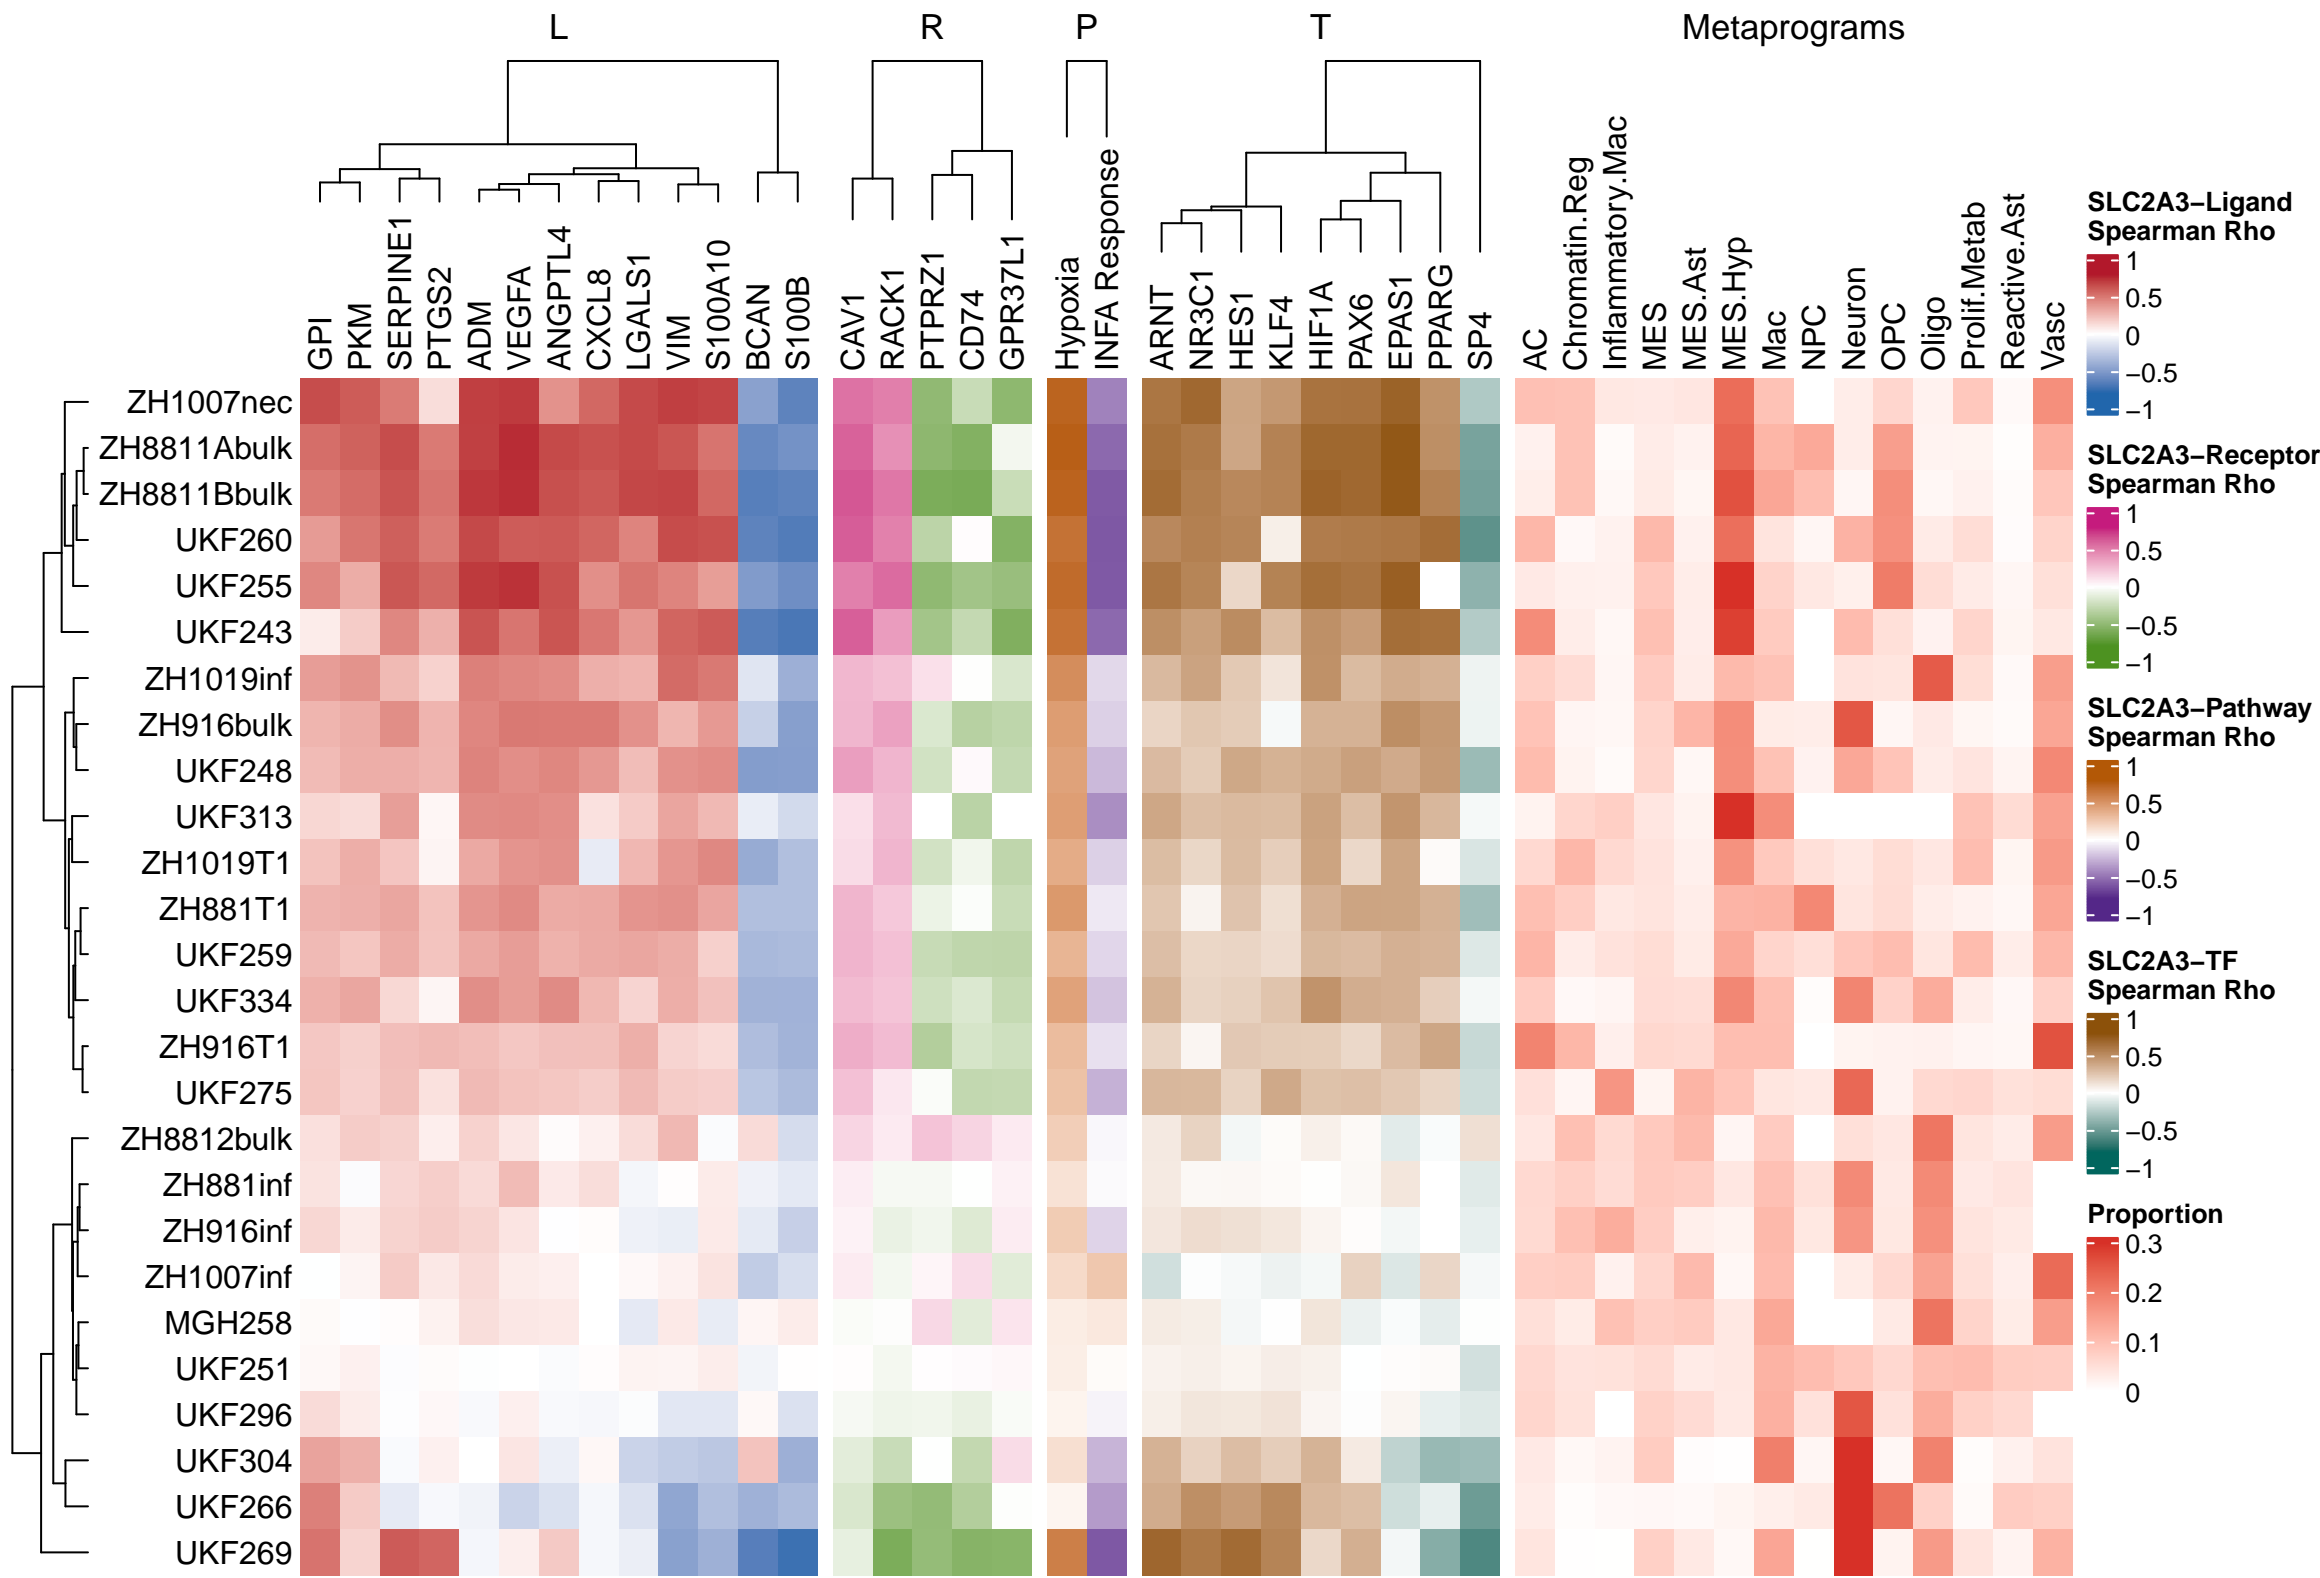 L
R
P
T
Metaprograms
GPI
PKM
SERPINE1
PTGS2
ADM
VEGFA
ANGPTL4
CXCL8
LGALS1
VIM
S100A10
BCAN
S100B
CAV1
RACK1
PTPRZ1
CD74
GPR37L1
Hypoxia
INFA Response
ARNT
NR3C1
HES1
KLF4
HIF1A
PAX6
EPAS1
PPARG
SP4
AC
Chromatin.Reg
Inflammatory.Mac
MES
MES.Ast
MES.Hyp
Mac
NPC
Neuron
OPC
Oligo
Prolif.Metab
Reactive.Ast
Vasc
ZH1007nec
ZH8811Abulk
ZH8811Bbulk
UKF260
UKF255
UKF243
ZH1019inf
ZH916bulk
UKF248
UKF313
ZH1019T1
ZH881T1
UKF259
UKF334
ZH916T1
UKF275
ZH8812bulk
ZH881inf
ZH916inf
ZH1007inf
MGH258
UKF251
UKF296
UKF304
UKF266
UKF269
SLC2A3−Ligand
Spearman Rho
1
0.5
0
−0.5
−1
SLC2A3−Receptor
Spearman Rho
1
0.5
0
−0.5
−1
SLC2A3−Pathway
Spearman Rho
1
0.5
0
−0.5
−1
SLC2A3−TF
Spearman Rho
1
0.5
0
−0.5
−1
Proportion
0.3
0.2
0.1
0